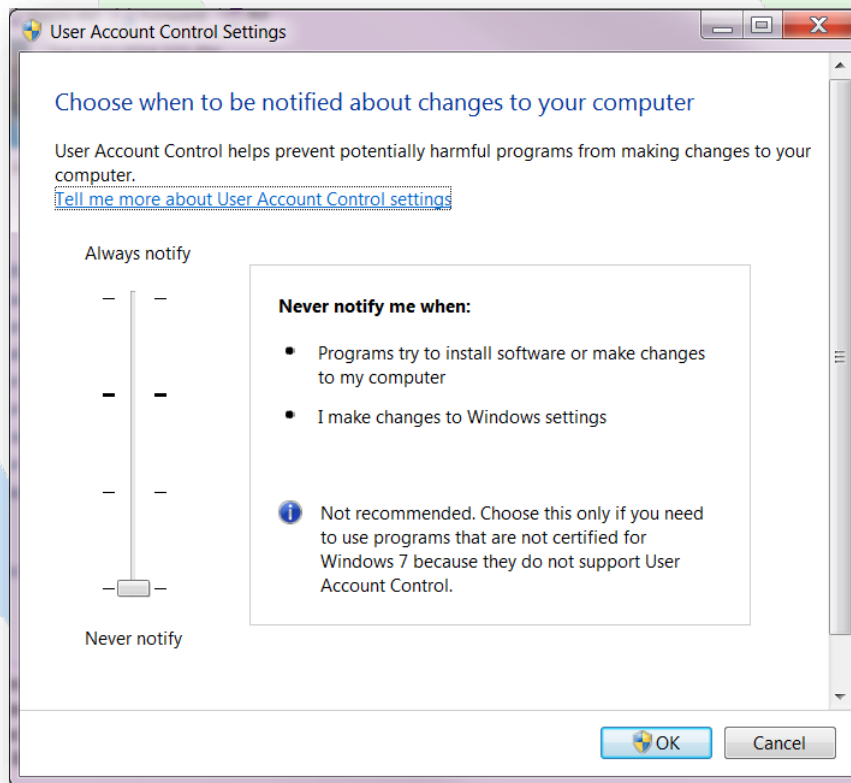 User Account Control Settings
Choose when to be notified about changes to your computer
User Account Control helps prevent potentially harmful programs from making changes to your
computer.
Tell me more about User Account Control settings
Always notify
Never notify me when:
Programs try to install software or make changes
to my computer
I make changes to Windows settings
Not recommended. Choose this only if you need
to use programs that are not certified for
Windows 7 because they do not support User
Account Control.
Never notify
OK
Cancel